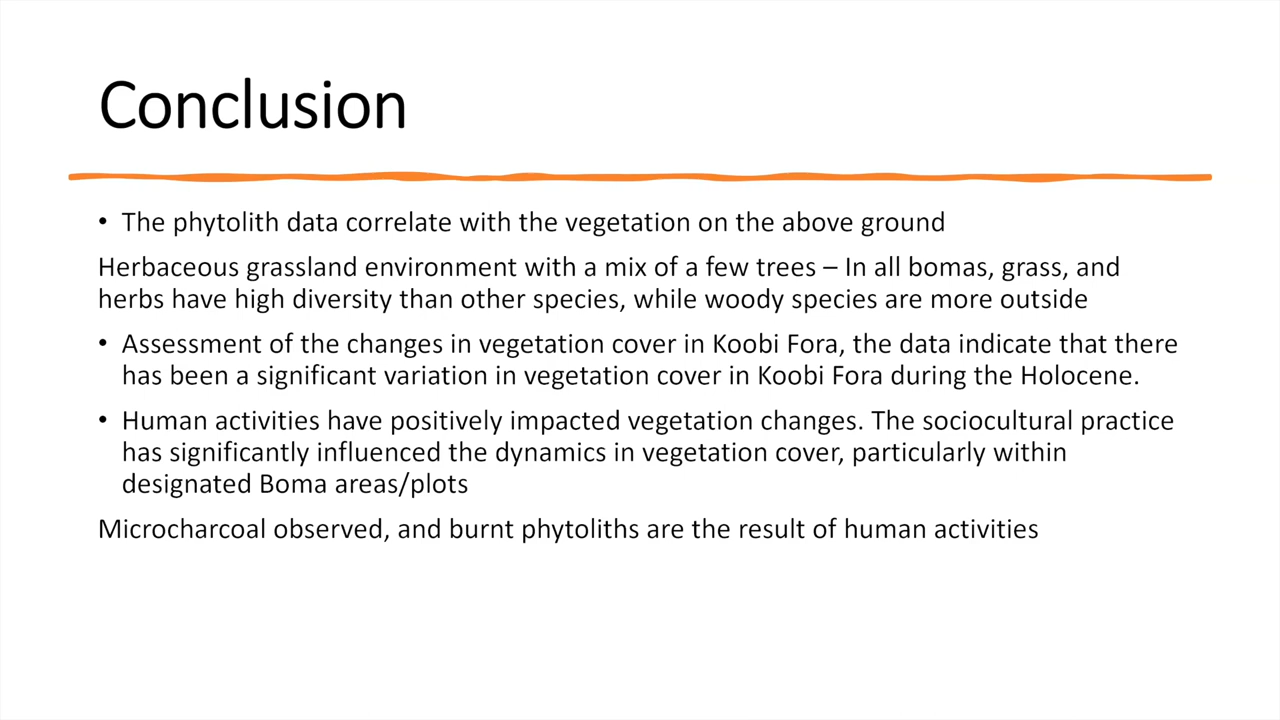 Conclusion
• The phytolith data correlate with the vegetation on the above ground
Herbaceous grassland environment with a mix of a few trees – In all bomas, grass, and
herbs have high diversity than other species, while woody species are more outside
• Assessment of the changes in vegetation cover in Koobi Fora, the data indicate that there
has been a significant variation in vegetation cover in Koobi Fora during the Holocene.
• Human activities have positively impacted vegetation changes. The sociocultural practice
has significantly influenced the dynamics in vegetation cover, particularly within
designated Boma areas/plots
Microcharcoal observed, and burnt phytoliths are the result of human activities